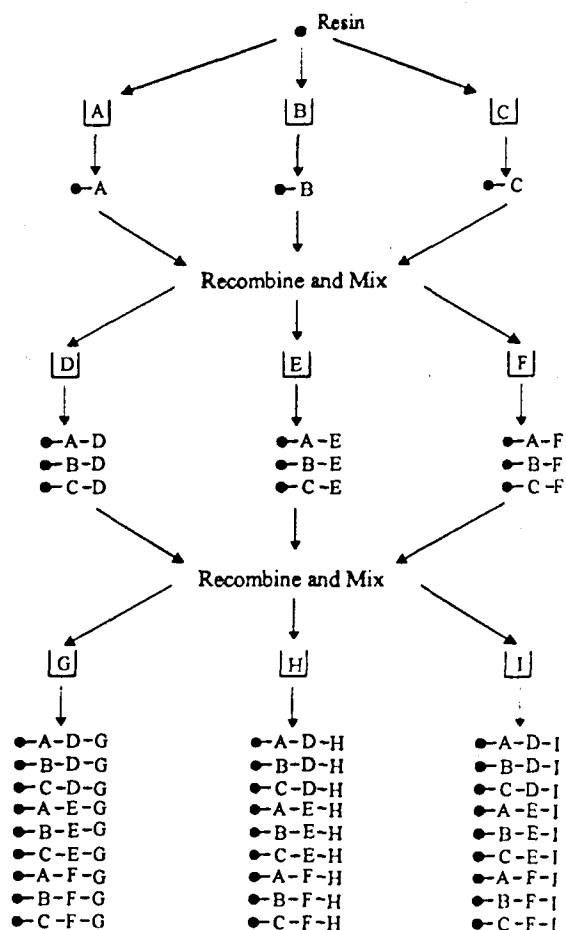 Resin
A B C
A B C
Recombine and Mix
D E F
A-D A-E A-F
B-D B-E B-F
C-D C-E C-F
Recombine and Mix
G H I
A-D-G A-D-H A-D-I
B-D-G B-D-H B-D-I
C-D-G C-D-H C-D-I
A-E-G A-E-H A-E-I
B-E-G B-E-H B-E-I
C-E-G C-E-H C-E-I
A-F-G A-F-H A-F-I
B-F-G B-F-H B-F-I
C-F-G C-F-H C-F-I